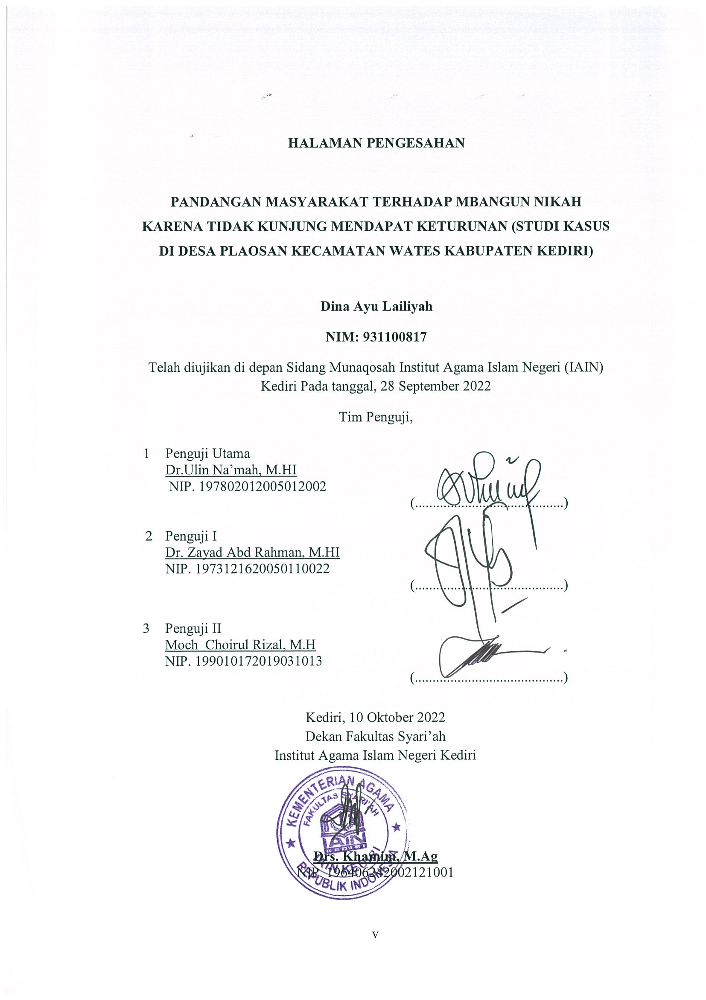 HALAMAN PENGESAHAN
PANDANGAN MASYARAKAT TERHADAP MBANGUN NIKAH
KARENA TIDAK KUNJUNG MENDAPAT KETURUNAN (STUDI KASUS
DI DESA PLAOSAN KECAMATAN WATES KABUPATEN KEDIRI)
Dina Ayu Lailiyah
NIM: 931100817
Telah diujikan di depan Sidang Munaqosah Institut Agama Islam Negeri (IAIN)
Kediri Pada tanggal, 28 September 2022
Tim Penguji,
1 Penguji Utama
Dr.Ulin Na’mah, M.HI
NIP. 197802012005012002
(..........................................)
2 Penguji I
Dr. Zayad Abd Rahman, M.HI
NIP. 1973121620050110022
(..........................................)
3 Penguji II
Moch Choirul Rizal, M.H
NIP. 199010172019031013
(..........................................)
Kediri, 10 Oktober 2022
Dekan Fakultas Syari’ah
Institut Agama Islam Negeri Kediri
KEMENTERIAN AGAMA
FAKULTAS SYARI'AH
IAIN
KEDIRI
IAIN KEDIRI
REPUBLIK INDONESIA
Drs. Khamim, M.Ag
NIP. 196406242002121001
v